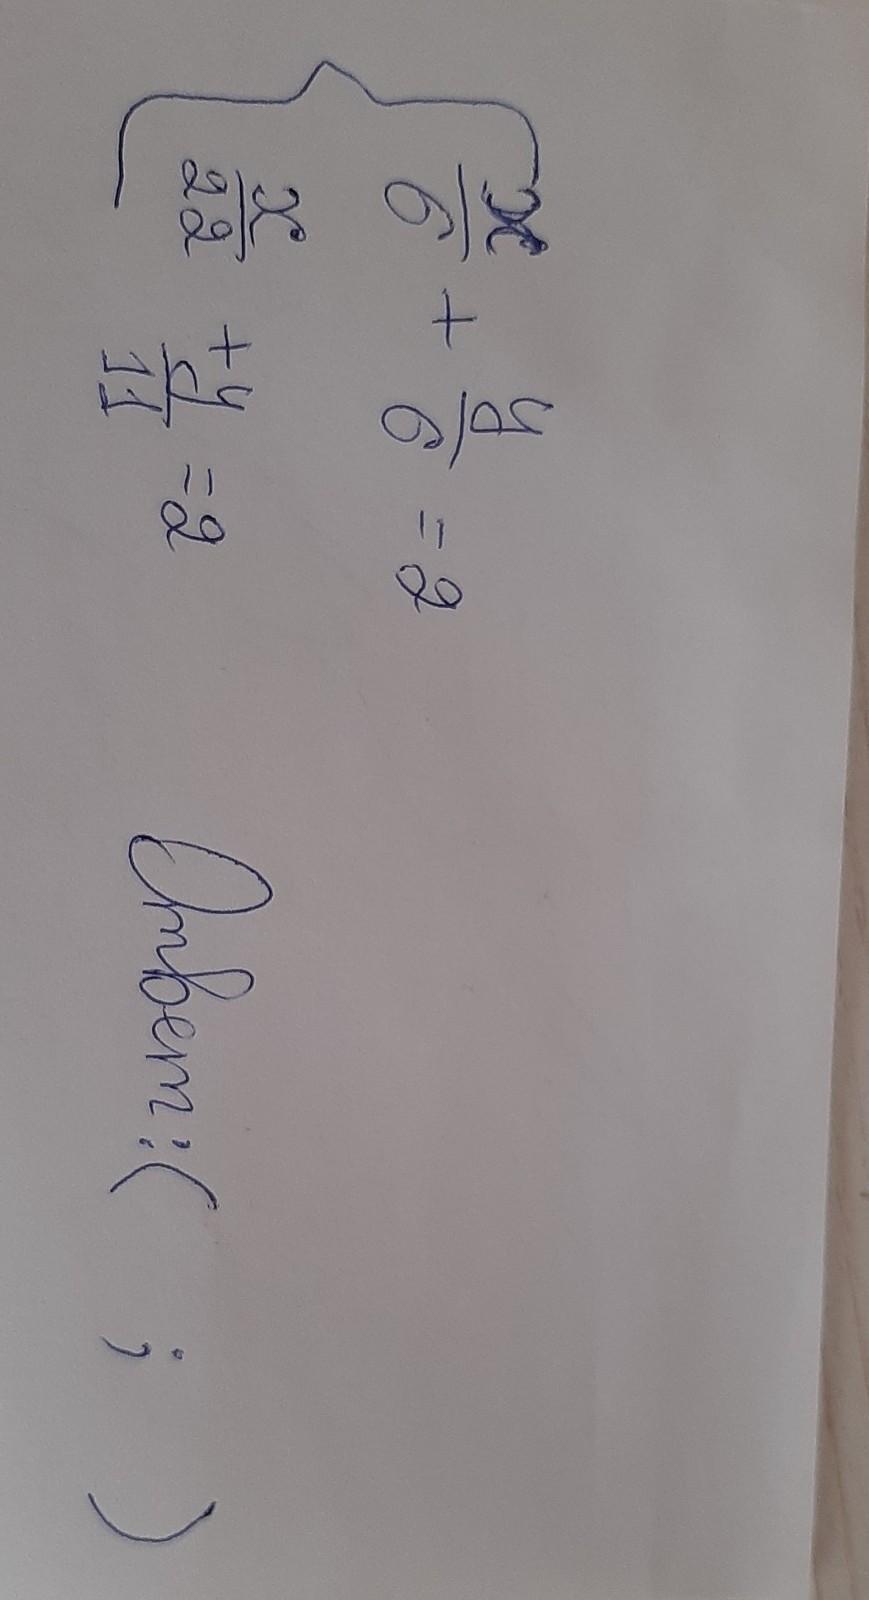 x/6 + y/6 = 2
x/22 + y/11 = 2
Ответ: ( ; )